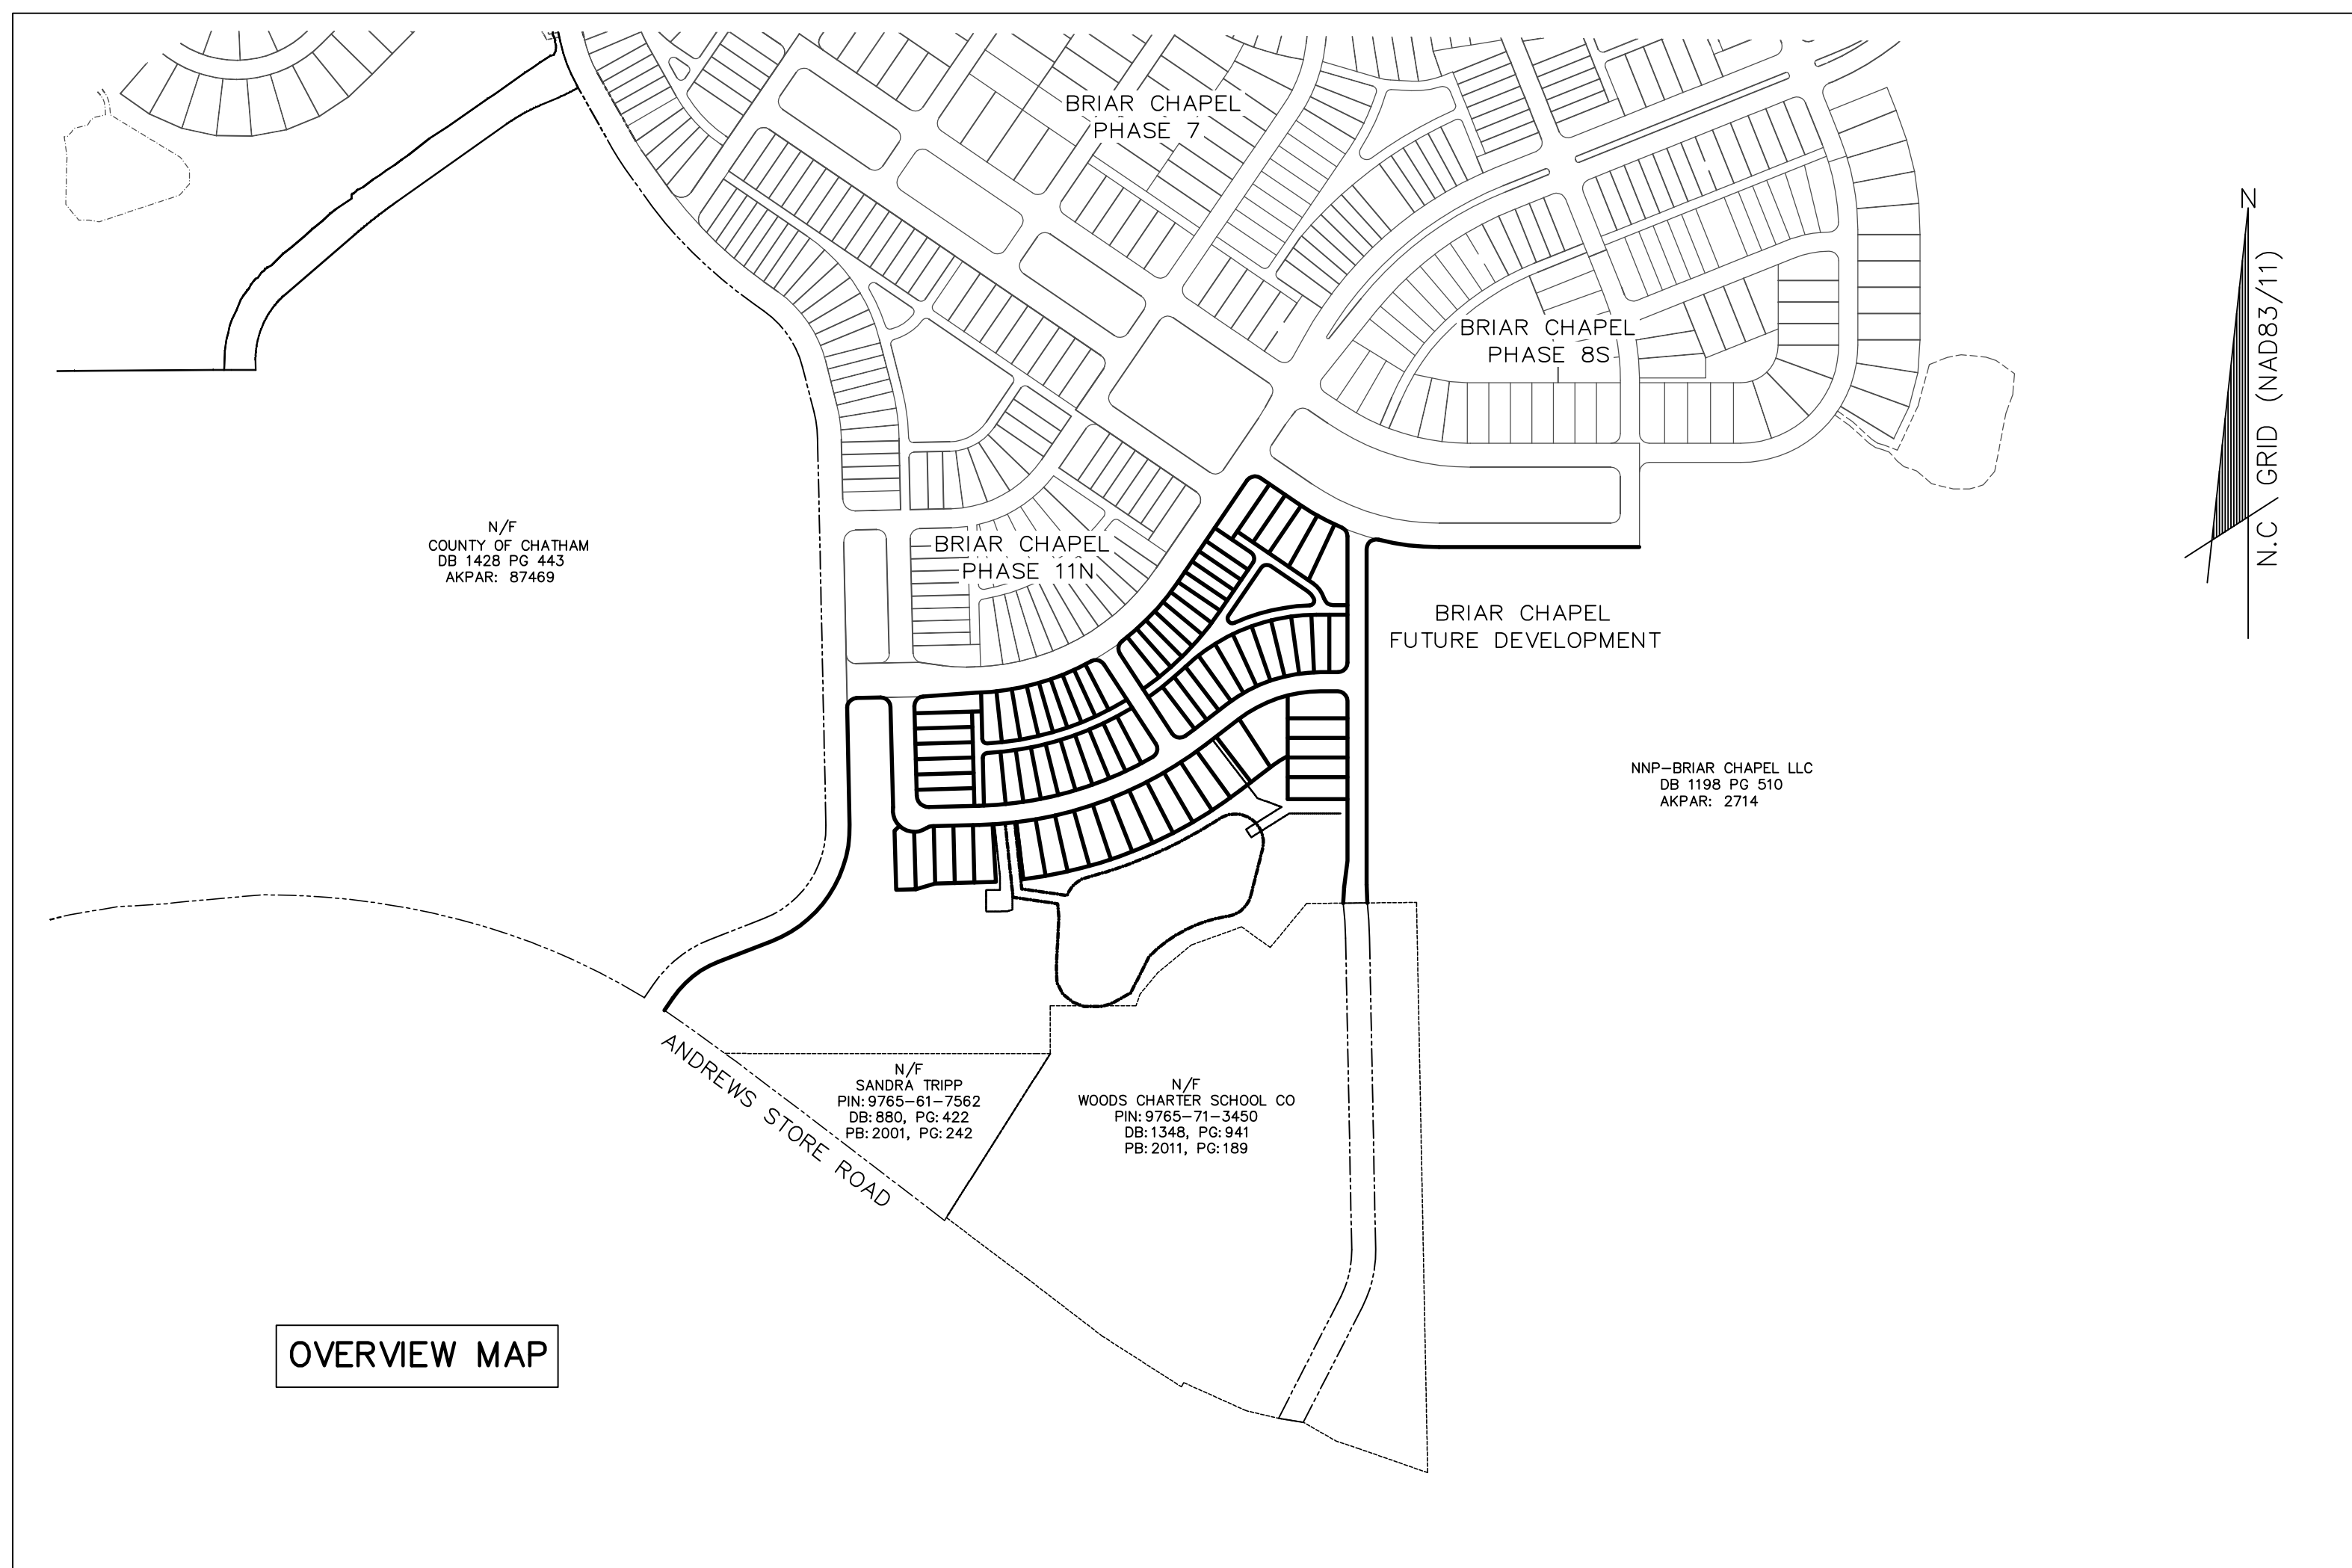 BRIAR CHAPEL
PHASE 7
N
N.C GRID (NAD83/11)
BRIAR CHAPEL
PHASE 8S
N/F
COUNTY OF CHATHAM
DB 1428 PG 443
AKPAR: 87469
BRIAR CHAPEL
PHASE 11N
BRIAR CHAPEL
FUTURE DEVELOPMENT
NNP-BRIAR CHAPEL LLC
DB 1198 PG 510
AKPAR: 2714
ANDREWS STORE ROAD
N/F
SANDRA TRIPP
PIN: 9765-61-7562
DB: 880, PG: 422
PB: 2001, PG: 242
N/F
WOODS CHARTER SCHOOL CO
PIN: 9765-71-3450
DB: 1348, PG: 941
PB: 2011, PG: 189
OVERVIEW MAP